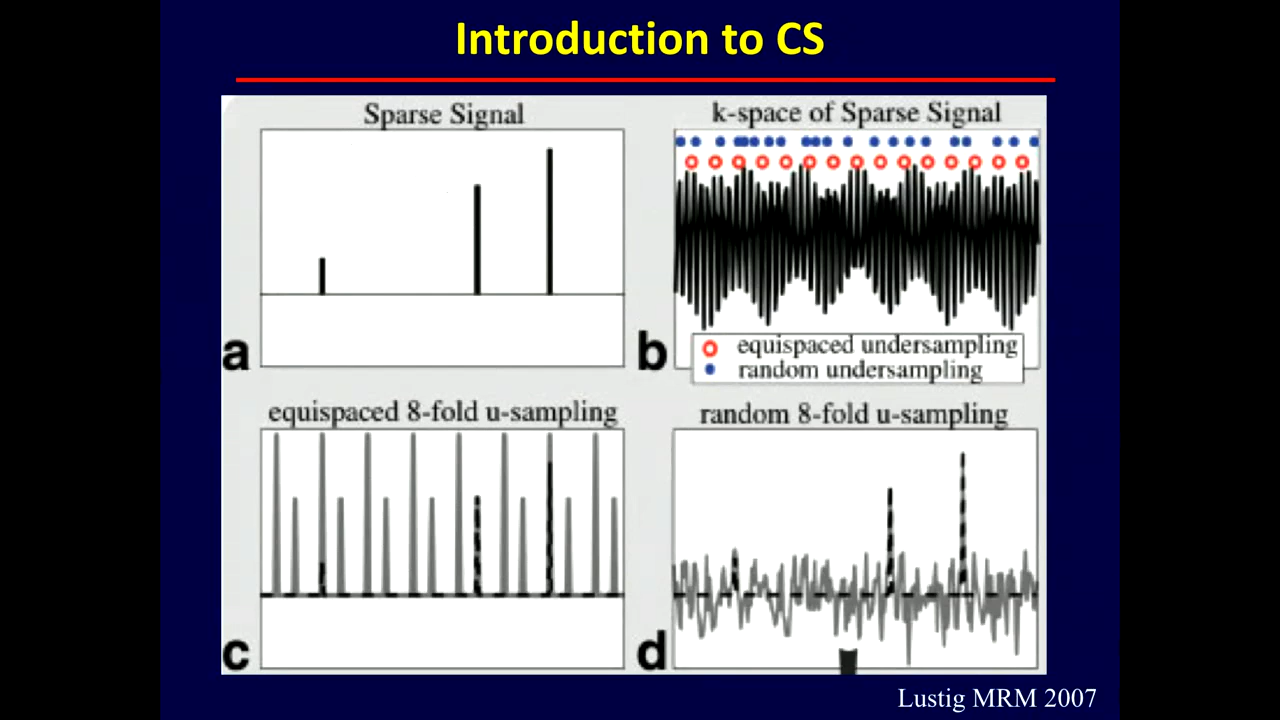 Introduction to CS
Sparse Signal
k-space of Sparse Signal
a
b
equispaced undersampling
random undersampling
equispaced 8-fold u-sampling
random 8-fold u-sampling
c
d
Lustig MRM 2007